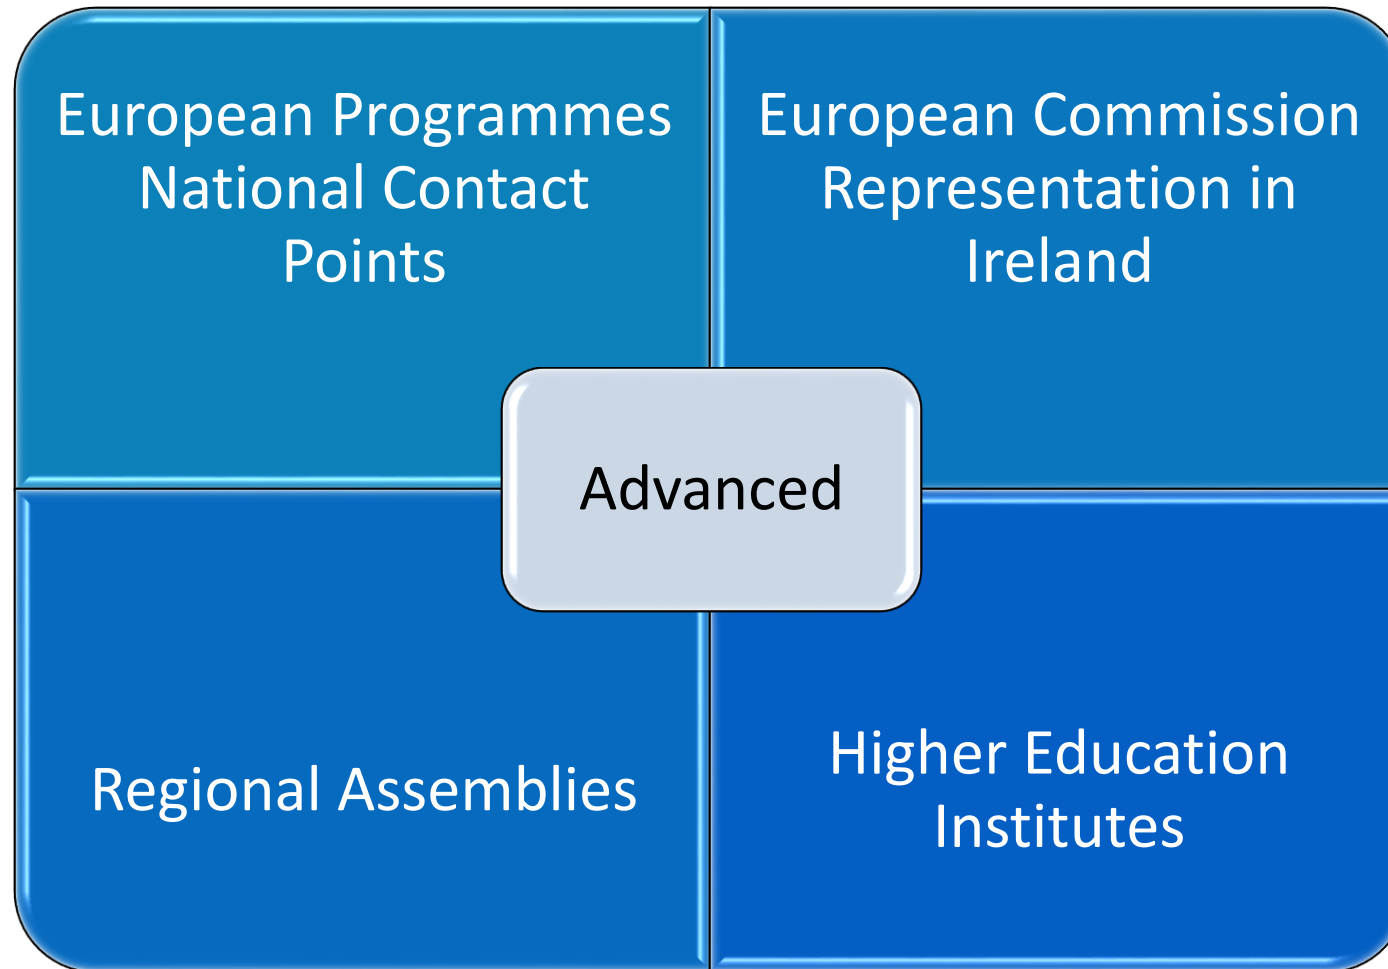 European Programmes
National Contact
Points
European Commission
Representation in
Ireland
Advanced
Regional Assemblies
Higher Education
Institutes